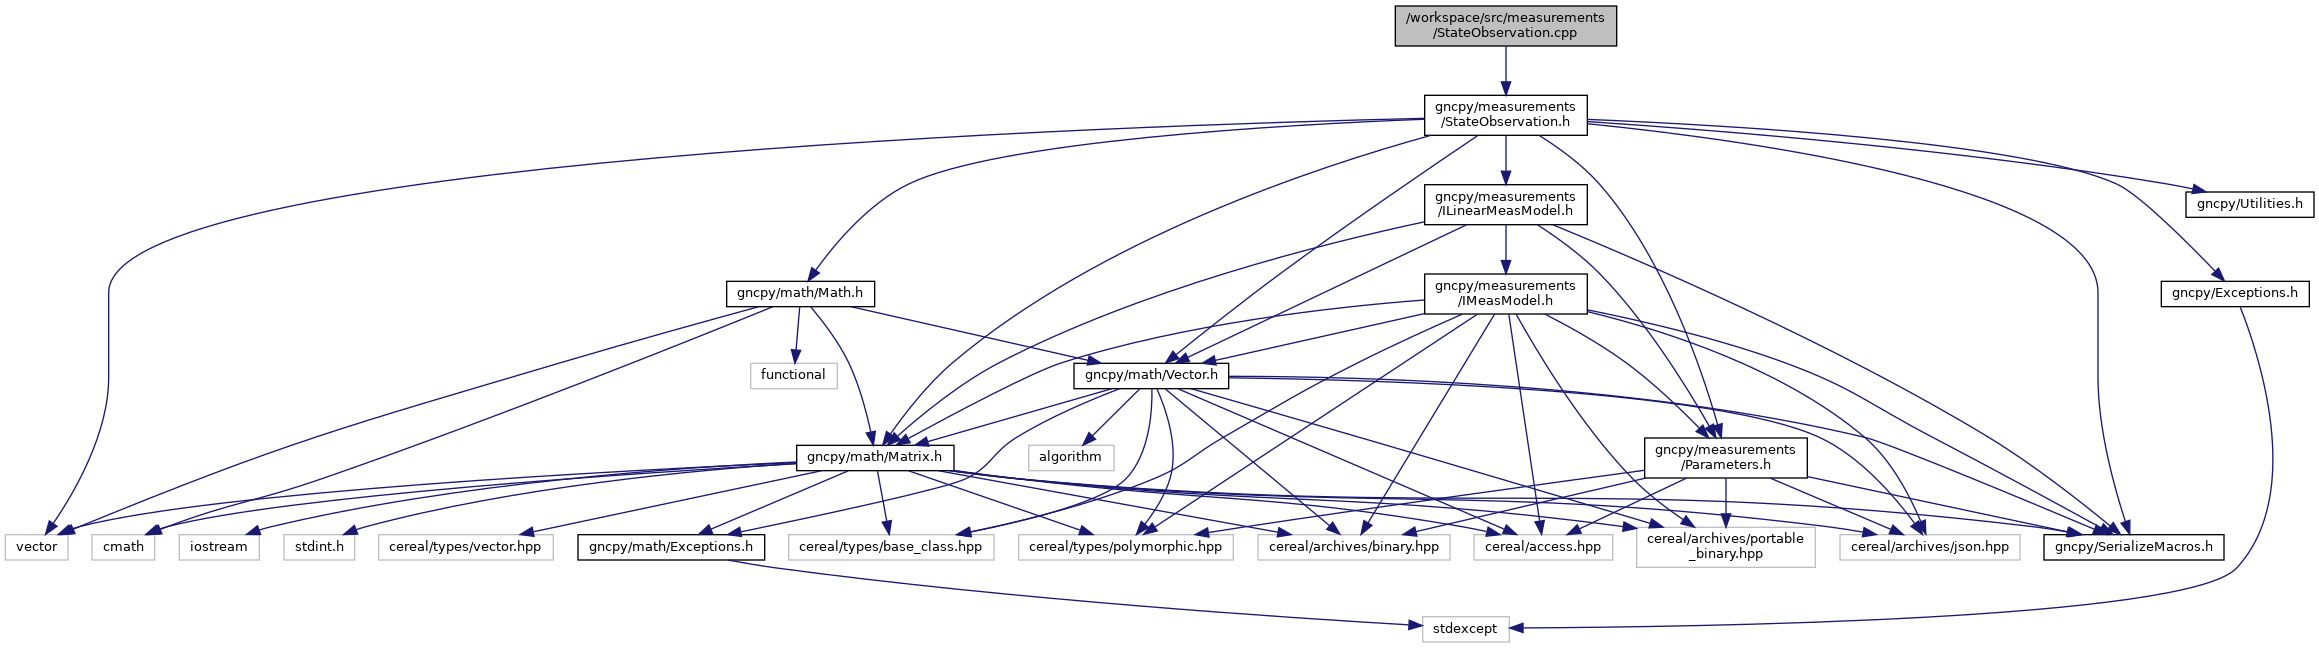 /workspace/src/measurements
/StateObservation.cpp
gncpy/measurements
/StateObservation.h
gncpy/measurements
/ILinearMeasModel.h
gncpy/Utilities.h
gncpy/math/Math.h
gncpy/measurements
/IMeasModel.h
gncpy/Exceptions.h
functional
gncpy/math/Vector.h
gncpy/math/Matrix.h
algorithm
gncpy/measurements
/Parameters.h
vector
cmath
iostream
stdint.h
cereal/types/vector.hpp
gncpy/math/Exceptions.h
cereal/types/base_class.hpp
cereal/types/polymorphic.hpp
cereal/archives/binary.hpp
cereal/access.hpp
cereal/archives/portable
_binary.hpp
cereal/archives/json.hpp
gncpy/SerializeMacros.h
stdexcept